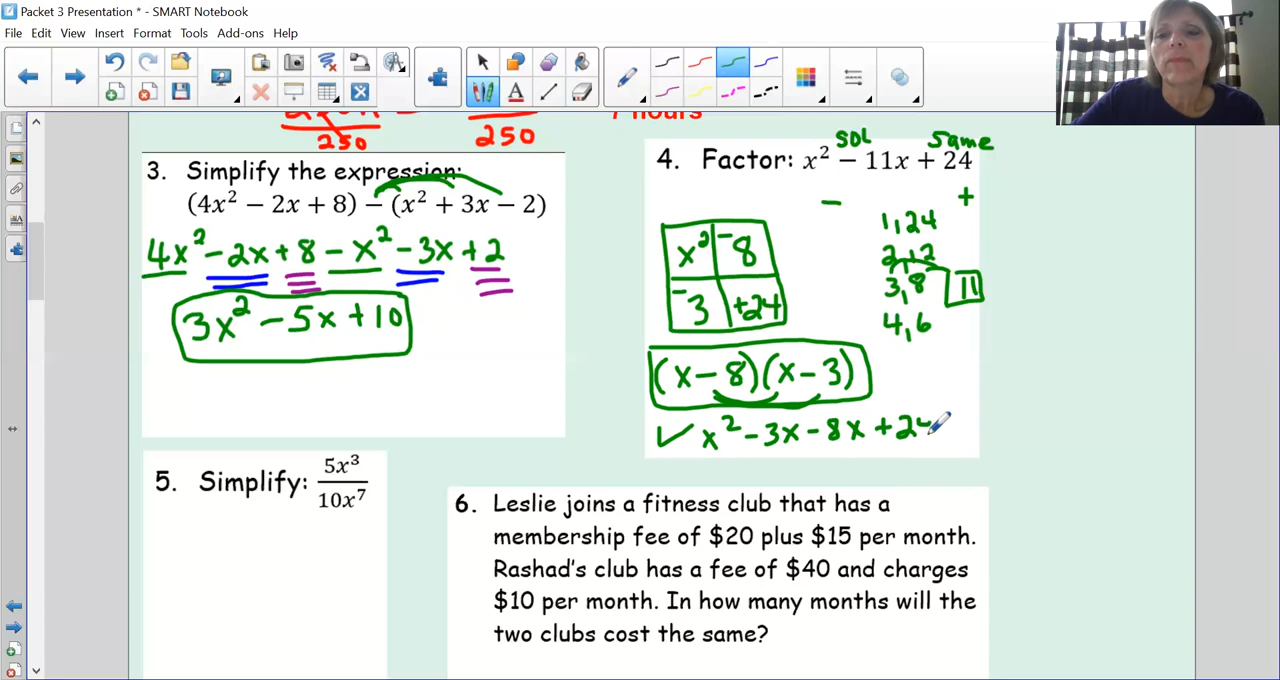 Packet 3 Presentation * - SMART Notebook
File Edit View Insert Format Tools Add-ons Help
250 250 7 hours
3. Simplify the expression:
(4x² − 2x + 8) − (x² + 3x − 2)
4x² − 2x + 8 − x² − 3x + 2
3x² − 5x + 10
sol same
4. Factor: x² − 11x + 24
− +
x² −8
−3 +24
1, 24
2, 12
3, 8 11
4, 6
(x − 8)(x − 3)
✓ x² − 3x − 8x + 24
5. Simplify: 5x³/10x⁷
6. Leslie joins a fitness club that has a
membership fee of $20 plus $15 per month.
Rashad's club has a fee of $40 and charges
$10 per month. In how many months will the
two clubs cost the same?